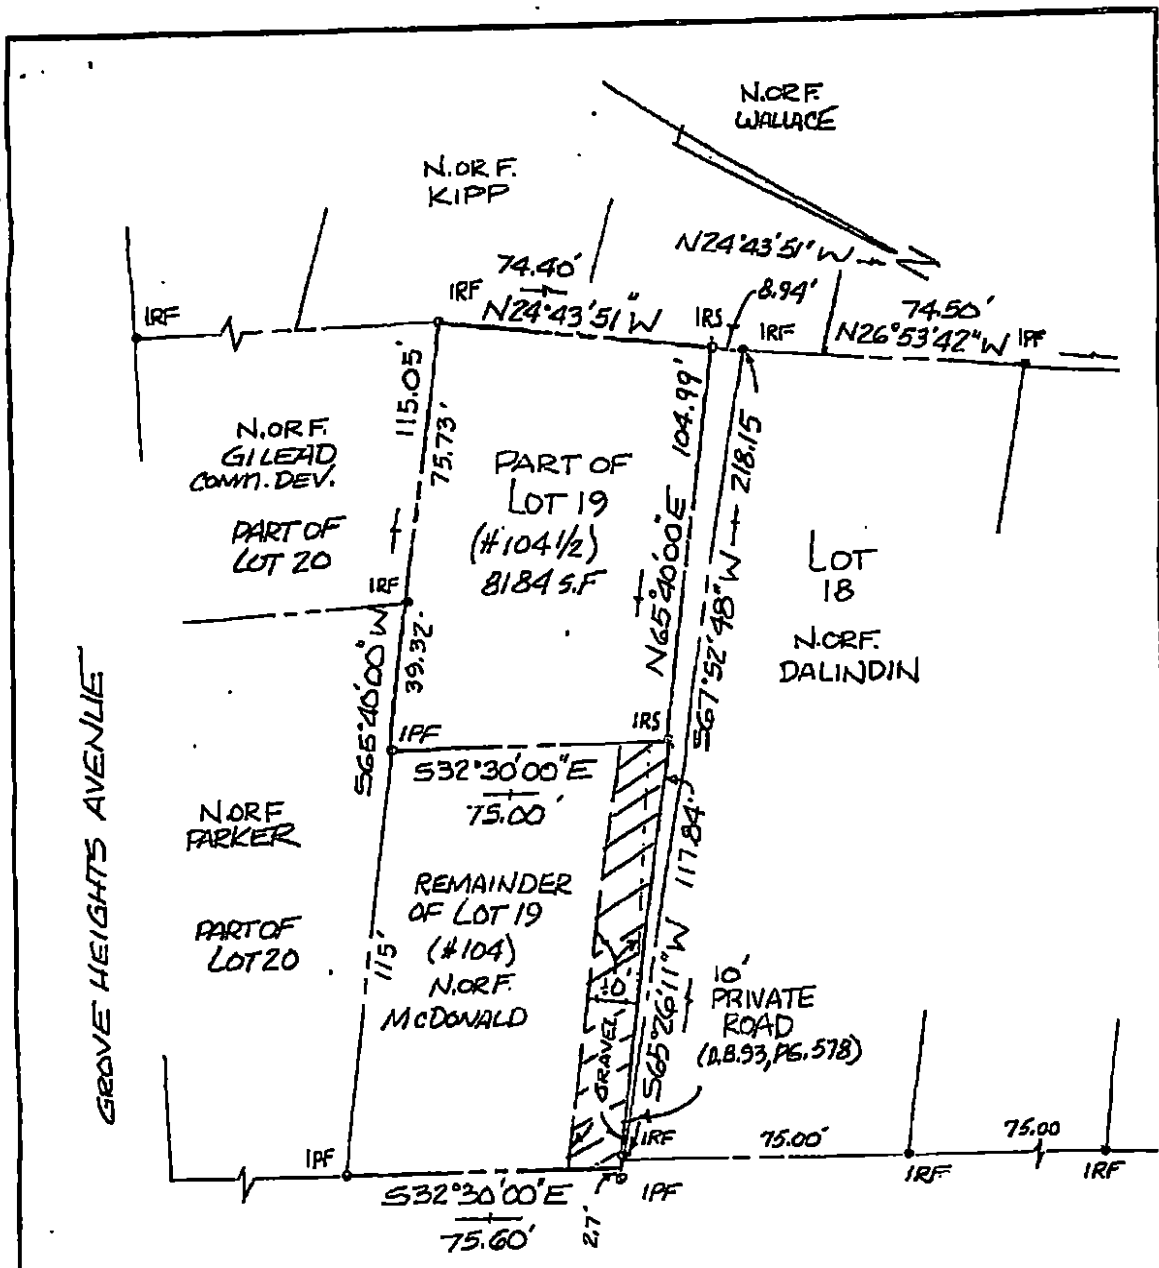 N.OR F.
WALLACE
N.OR F.
KIPP
N24°43'51" W
74.40'
8.94'
IRF
N24°43'51" W
IRS
IRF
74.50'
N26°53'42" W
IPF
IRF
115.05'
75.73'
104.99'
218.15
N.OR F.
GILEAD
COMM. DEV.
PART OF
LOT 20
PART OF
LOT 19
(#104 1/2)
8184 S.F
LOT
18
N.OR F.
DALINDIN
IRF
39.32'
S65°40'00" W
N65°40'00" E
S67°52'48" W
IRS
IPF
S32°30'00" E
75.00'
GROVE HEIGHTS AVENUE
N.OR F
PARKER
PART OF
LOT 20
115'
REMAINDER
OF LOT 19
(#104)
N.OR F.
McDONALD
117.84'
S65°26'11" W
10'
GRAVEL
10'
PRIVATE
ROAD
(D.B.93, PG. 578)
IPF
S32°30'00" E
75.60'
2.7'
IRF
IPF
75.00'
IRF
75.00
IRF